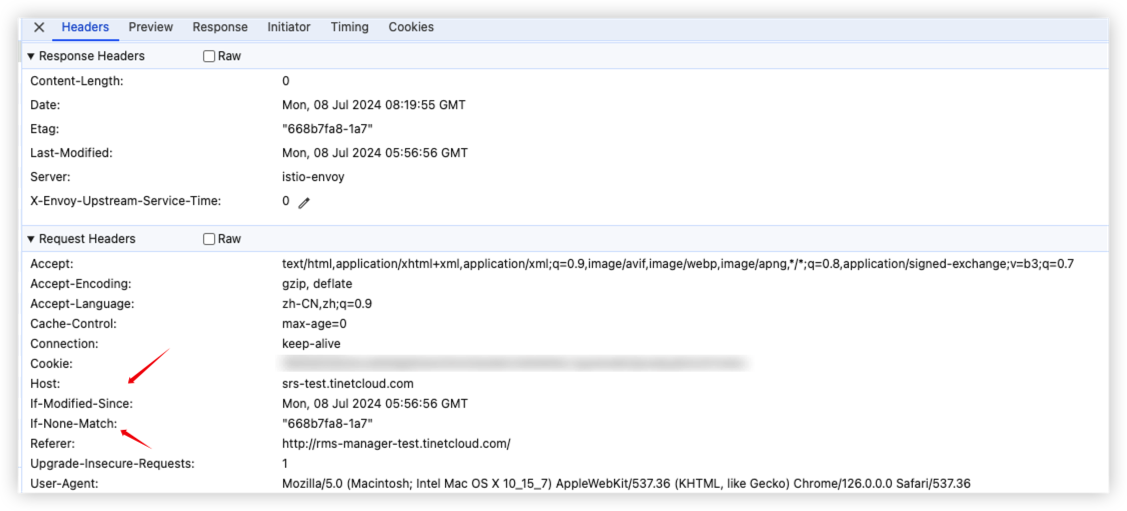 Headers Preview Response Initiator Timing Cookies
Response Headers Raw
Content-Length: 0
Date: Mon, 08 Jul 2024 08:19:55 GMT
Etag: "668b7fa8-1a7"
Last-Modified: Mon, 08 Jul 2024 05:56:56 GMT
Server: istio-envoy
X-Envoy-Upstream-Service-Time: 0
Request Headers Raw
Accept: text/html,application/xhtml+xml,application/xml;q=0.9,image/avif,image/webp,image/apng,*/*;q=0.8,application/signed-exchange;v=b3;q=0.7
Accept-Encoding: gzip, deflate
Accept-Language: zh-CN,zh;q=0.9
Cache-Control: max-age=0
Connection: keep-alive
Cookie:
Host: srs-test.tinetcloud.com
If-Modified-Since: Mon, 08 Jul 2024 05:56:56 GMT
If-None-Match: "668b7fa8-1a7"
Referer: http://rms-manager-test.tinetcloud.com/
Upgrade-Insecure-Requests: 1
User-Agent: Mozilla/5.0 (Macintosh; Intel Mac OS X 10_15_7) AppleWebKit/537.36 (KHTML, like Gecko) Chrome/126.0.0.0 Safari/537.36